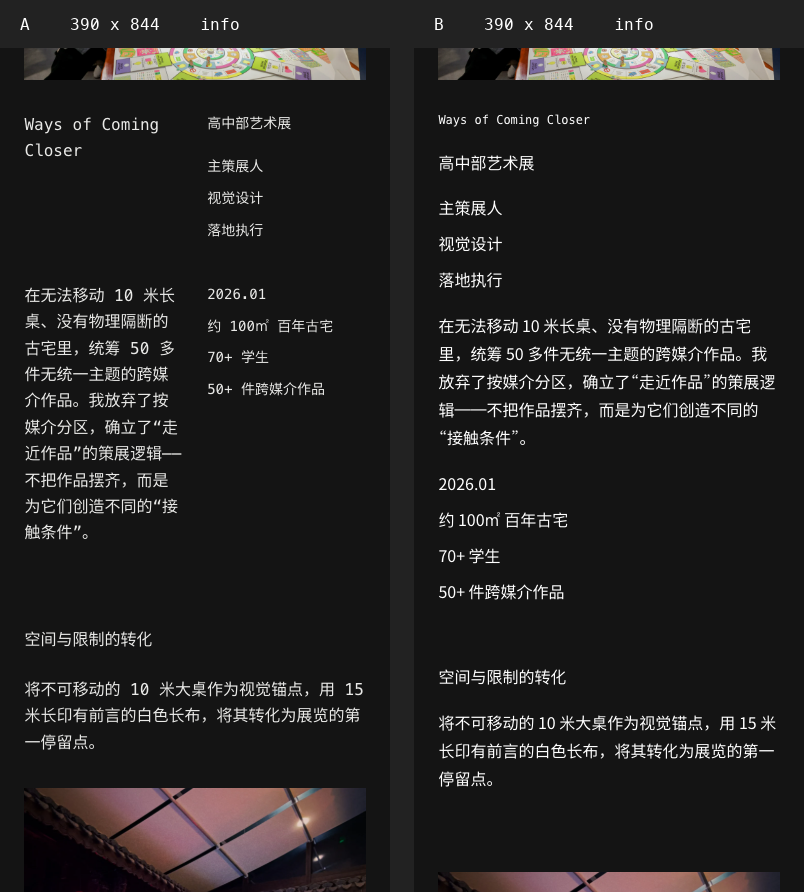 A 390 x 844 info
Ways of Coming
Closer
高中部艺术展
主策展人
视觉设计
落地执行
在无法移动 10 米长
桌、没有物理隔断的
古宅里，统筹 50 多
件无统一主题的跨媒
介作品。我放弃了按
媒介分区，确立了“走
近作品”的策展逻辑——
不把作品摆齐，而是
为它们创造不同的“接
触条件”。
2026.01
约 100㎡ 百年古宅
70+ 学生
50+ 件跨媒介作品
空间与限制的转化
将不可移动的 10 米大桌作为视觉锚点，用 15
米长印有前言的白色长布，将其转化为展览的第
一停留点。
B 390 x 844 info
Ways of Coming Closer
高中部艺术展
主策展人
视觉设计
落地执行
在无法移动 10 米长桌、没有物理隔断的古宅
里，统筹 50 多件无统一主题的跨媒介作品。我
放弃了按媒介分区，确立了“走近作品”的策展逻
辑——不把作品摆齐，而是为它们创造不同的
“接触条件”。
2026.01
约 100㎡ 百年古宅
70+ 学生
50+ 件跨媒介作品
空间与限制的转化
将不可移动的 10 米大桌作为视觉锚点，用 15 米
长印有前言的白色长布，将其转化为展览的第一
停留点。